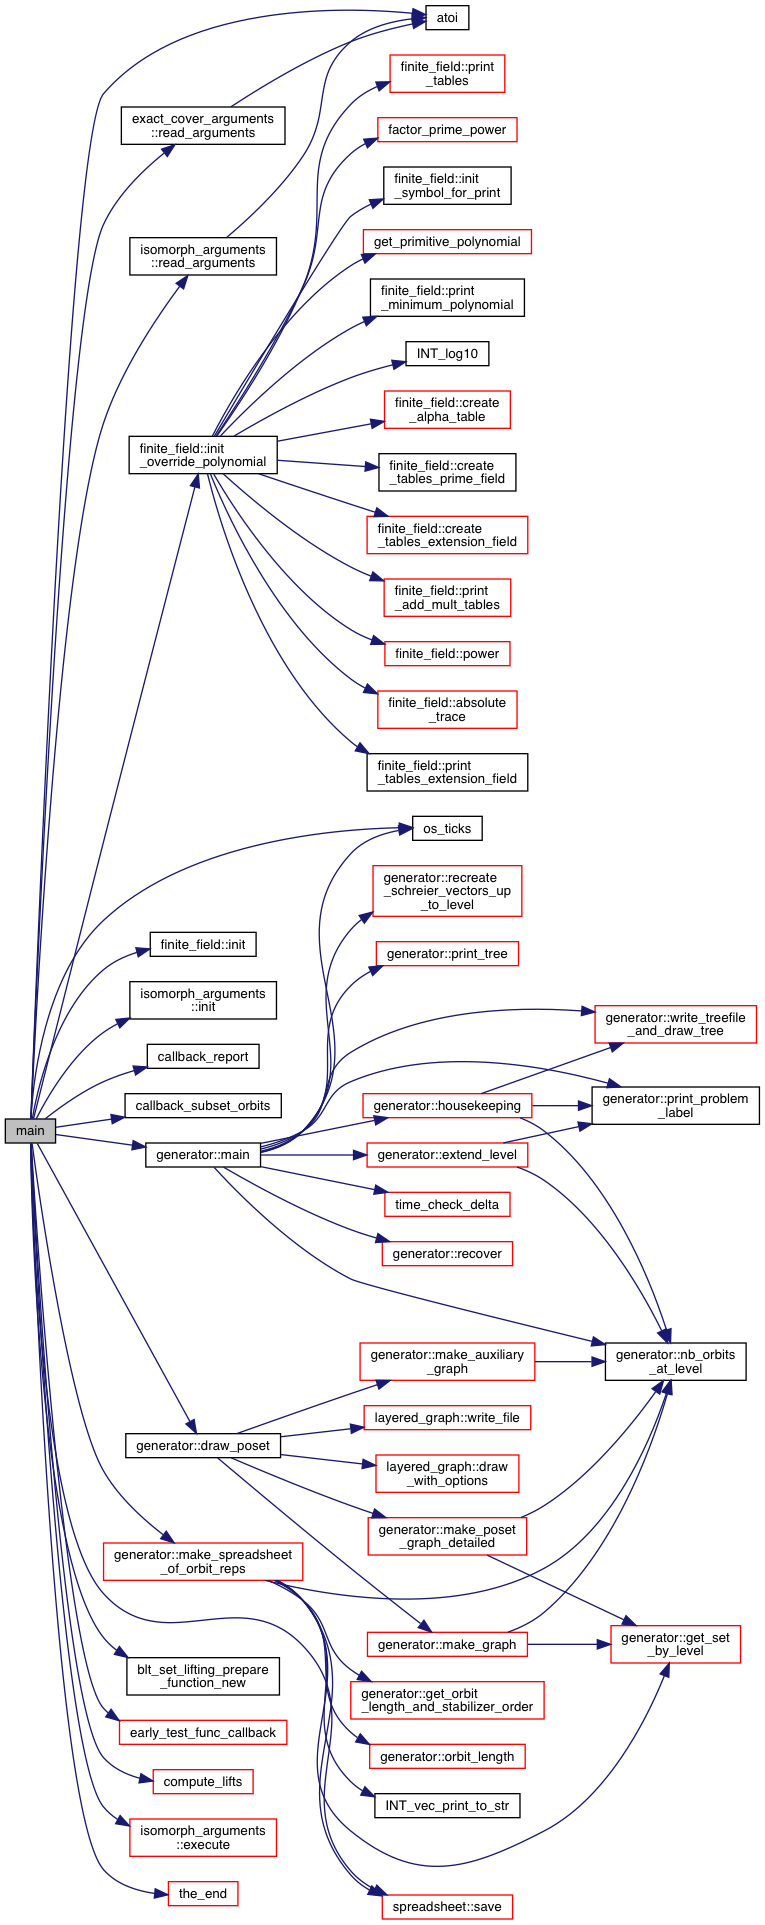 atoi
finite_field::print
_tables
exact_cover_arguments
::read_arguments
factor_prime_power
finite_field::init
_symbol_for_print
isomorph_arguments
::read_arguments
get_primitive_polynomial
finite_field::print
_minimum_polynomial
INT_log10
finite_field::create
_alpha_table
finite_field::init
_override_polynomial
finite_field::create
_tables_prime_field
finite_field::create
_tables_extension_field
finite_field::print
_add_mult_tables
finite_field::power
finite_field::absolute
_trace
finite_field::print
_tables_extension_field
os_ticks
generator::recreate
_schreier_vectors_up
_to_level
finite_field::init
generator::print_tree
isomorph_arguments
::init
generator::write_treefile
_and_draw_tree
callback_report
callback_subset_orbits
generator::housekeeping
generator::print_problem
_label
main
generator::main
generator::extend_level
time_check_delta
generator::recover
generator::make_auxiliary
_graph
generator::nb_orbits
_at_level
layered_graph::write_file
generator::draw_poset
layered_graph::draw
_with_options
generator::make_poset
_graph_detailed
generator::make_spreadsheet
_of_orbit_reps
generator::make_graph
generator::get_set
_by_level
blt_set_lifting_prepare
_function_new
generator::get_orbit
_length_and_stabilizer_order
early_test_func_callback
generator::orbit_length
compute_lifts
INT_vec_print_to_str
isomorph_arguments
::execute
the_end
spreadsheet::save